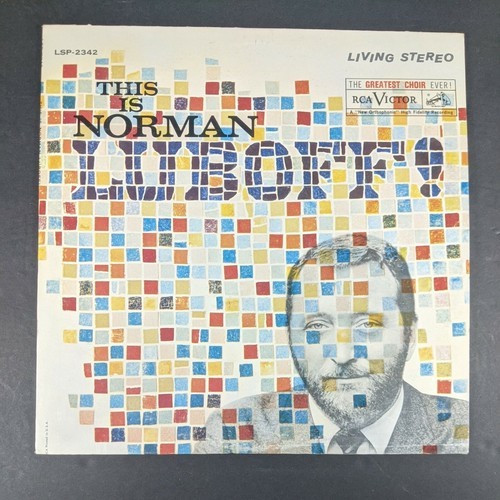 LSP-2342
LIVING STEREO
THE GREATEST CHOIR EVER!
RCA VICTOR
A "New Orthophonic" High Fidelity Recording
THIS
IS
NORMAN
LUBOFF!